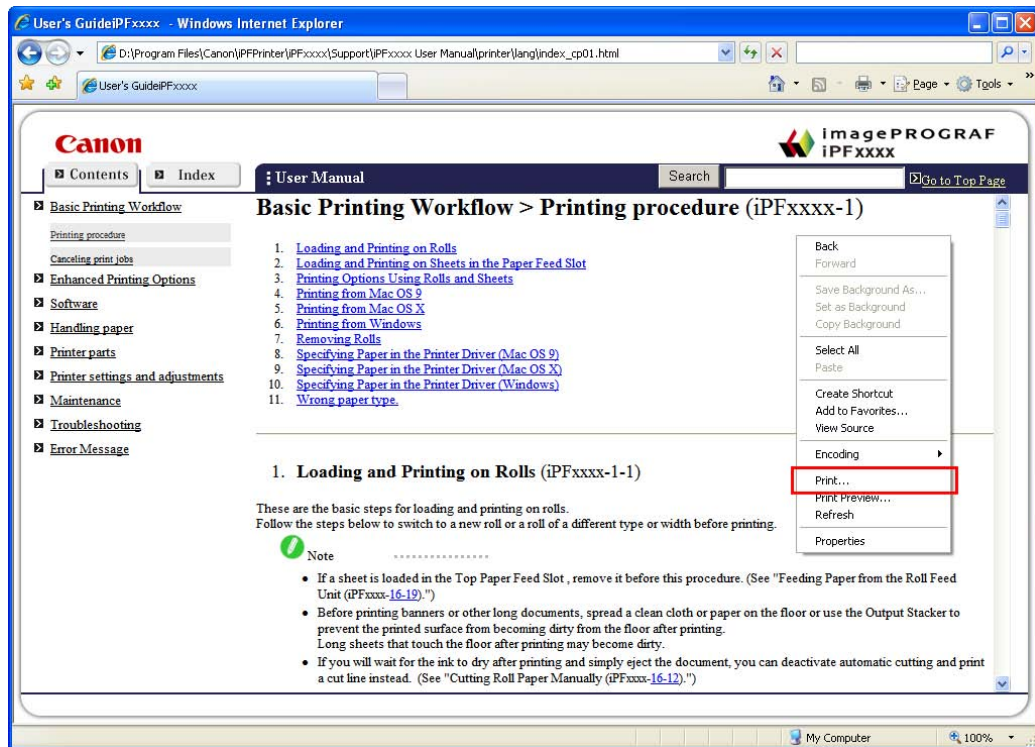 User's GuideiPFxxxx - Windows Internet Explorer
D:\Program Files\Canon\iPFPrinter\iPFxxxx\Support\iPFxxxx User Manual\printer\lang\index_cp01.html
User's GuideiPFxxxx
Page
Tools
»
Canon
imagePROGRAF
iPFxxxx
Contents
Index
User Manual
Search
Go to Top Page
Basic Printing Workflow
Printing procedure
Canceling print jobs
Enhanced Printing Options
Software
Handling paper
Printer parts
Printer settings and adjustments
Maintenance
Troubleshooting
Error Message
Basic Printing Workflow > Printing procedure (iPFxxxx-1)
1. Loading and Printing on Rolls
2. Loading and Printing on Sheets in the Paper Feed Slot
3. Printing Options Using Rolls and Sheets
4. Printing from Mac OS 9
5. Printing from Mac OS X
6. Printing from Windows
7. Removing Rolls
8. Specifying Paper in the Printer Driver (Mac OS 9)
9. Specifying Paper in the Printer Driver (Mac OS X)
10. Specifying Paper in the Printer Driver (Windows)
11. Wrong paper type.
Back
Forward
Save Background As...
Set as Background
Copy Background
Select All
Paste
Create Shortcut
Add to Favorites...
View Source
Encoding
Print...
Print Preview...
Refresh
Properties
1. Loading and Printing on Rolls (iPFxxxx-1-1)
These are the basic steps for loading and printing on rolls.
Follow the steps below to switch to a new roll or a roll of a different type or width before printing.
Note
• If a sheet is loaded in the Top Paper Feed Slot , remove it before this procedure. (See "Feeding Paper from the Roll Feed
Unit (iPFxxxx-16-19).")
• Before printing banners or other long documents, spread a clean cloth or paper on the floor or use the Output Stacker to
prevent the printed surface from becoming dirty from the floor after printing.
Long sheets that touch the floor after printing may become dirty.
• If you will wait for the ink to dry after printing and simply eject the document, you can deactivate automatic cutting and print
a cut line instead. (See "Cutting Roll Paper Manually (iPFxxxx-16-12).")
My Computer
100%